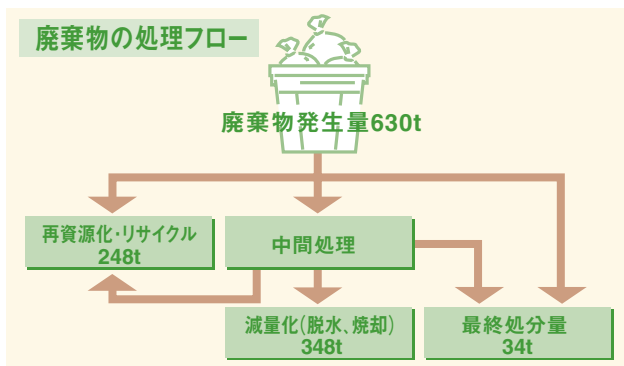 廃棄物の処理フロー
廃棄物発生量630t
再資源化・リサイクル
248t
中間処理
減量化(脱水、焼却)
348t
最終処分量
34t